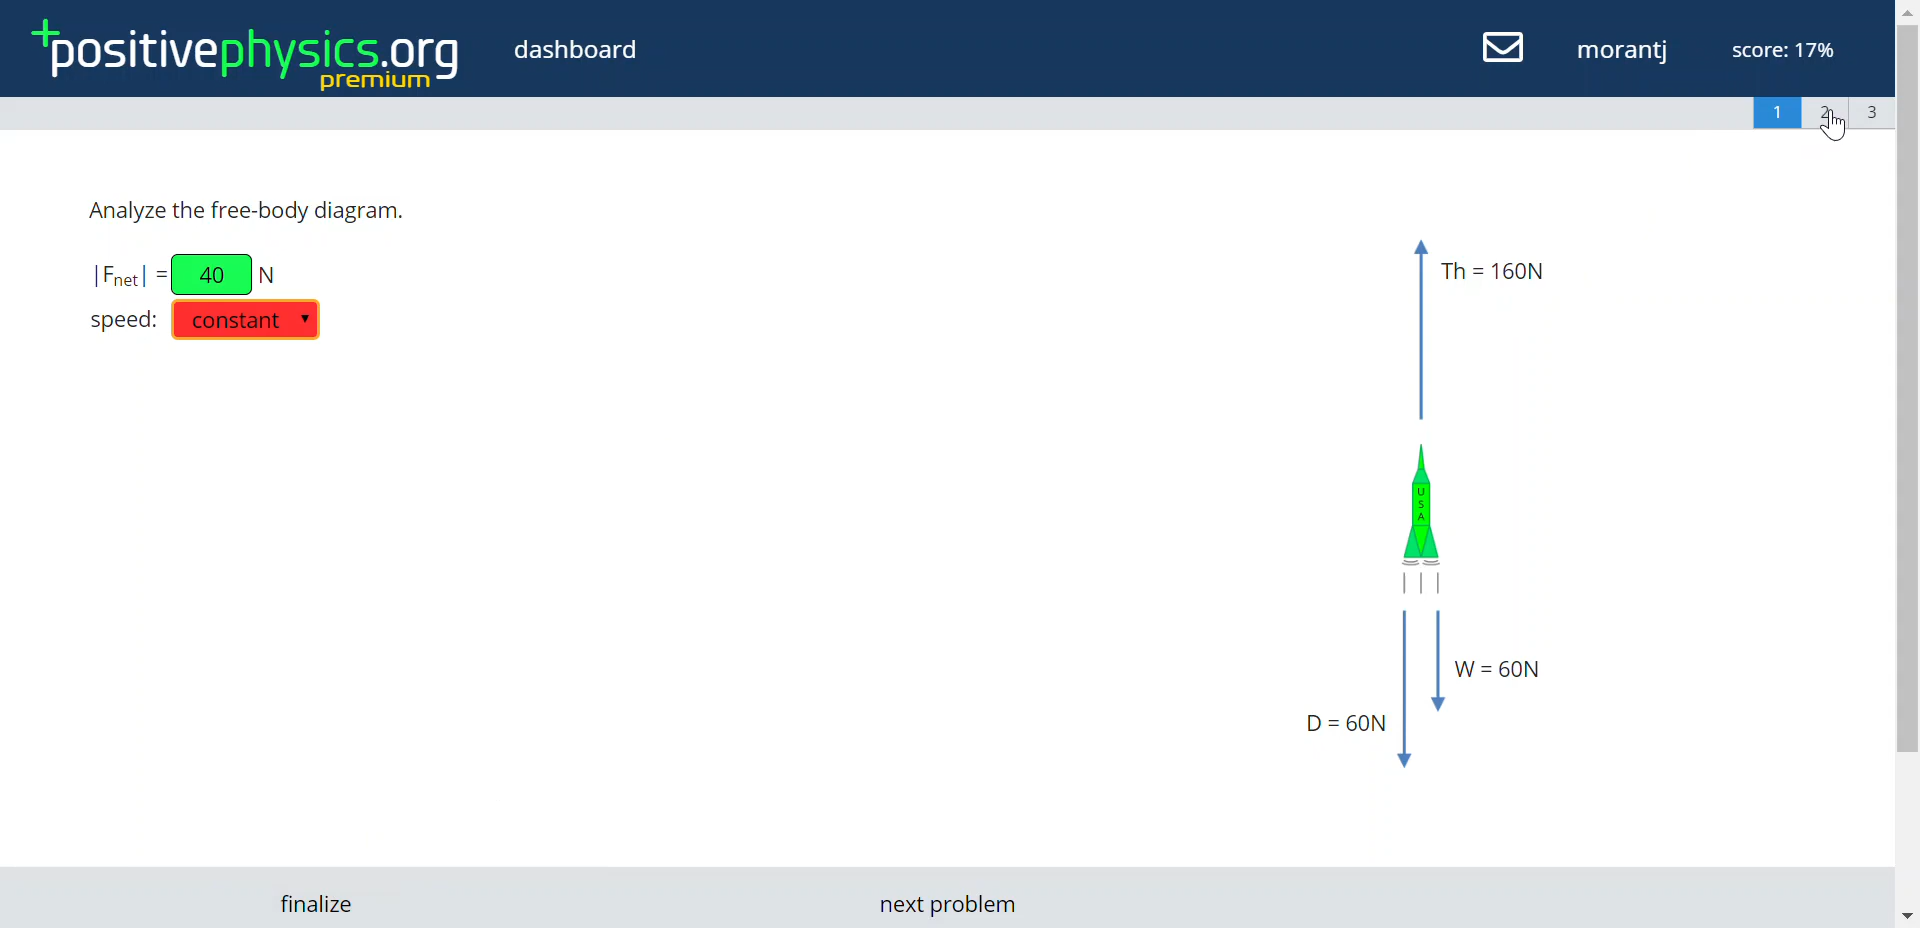 +positivephysics.org
premium
dashboard
morantj
score: 17%
1
2
3
Analyze the free-body diagram.
|Fnet| = 40 N
speed: constant
Th = 160N
U
S
A
W = 60N
D = 60N
finalize
next problem